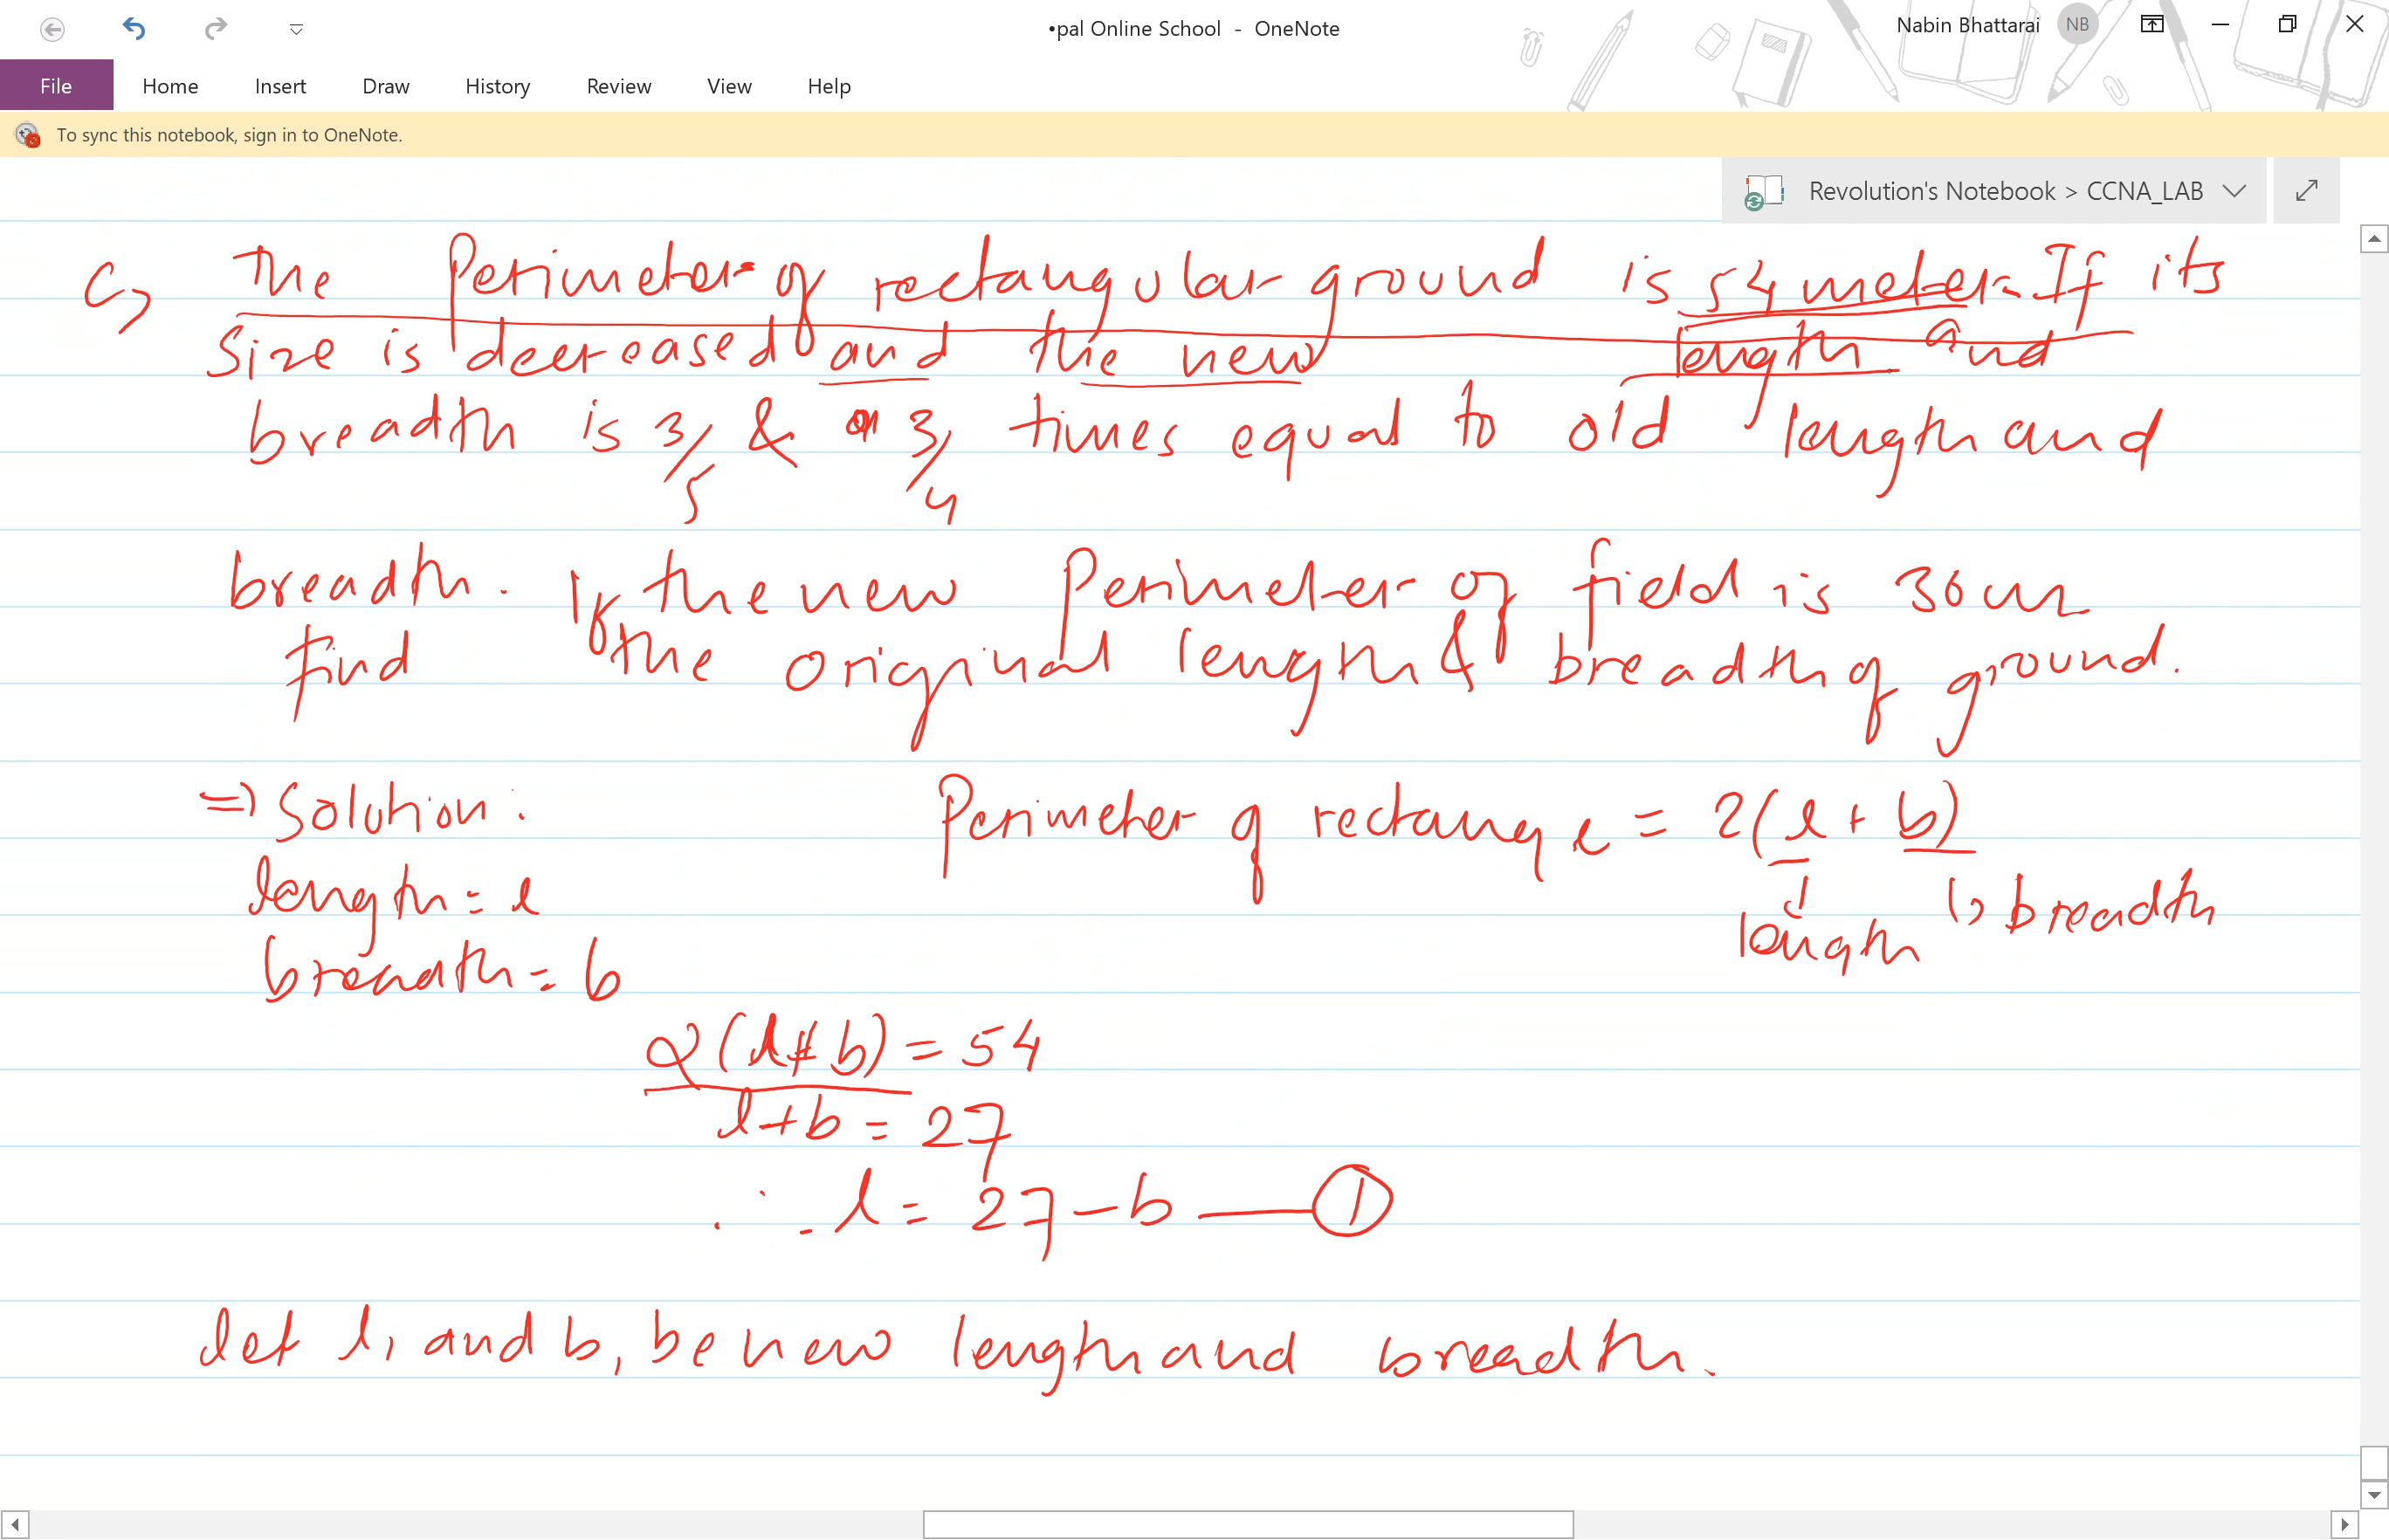 •pal Online School - OneNote
Nabin Bhattarai NB
File Home Insert Draw History Review View Help
To sync this notebook, sign in to OneNote.
Revolution's Notebook > CCNA_LAB
C> The Perimeter of rectangular ground is 54 meter. If its
Size is decreased and the new length and
breadth is 3/5 & 3/4 times equal to old length and
breadth. If the new Perimeter of field is 36 cm
find the original length & breadth of ground.
=> Solution: Perimeter of rectangle = 2(l + b)
length = l length breadth
breadth = b
2(l+b) = 54
l+b = 27
∴ l = 27-b — ①
let l₁ and b₁ be new length and breadth.